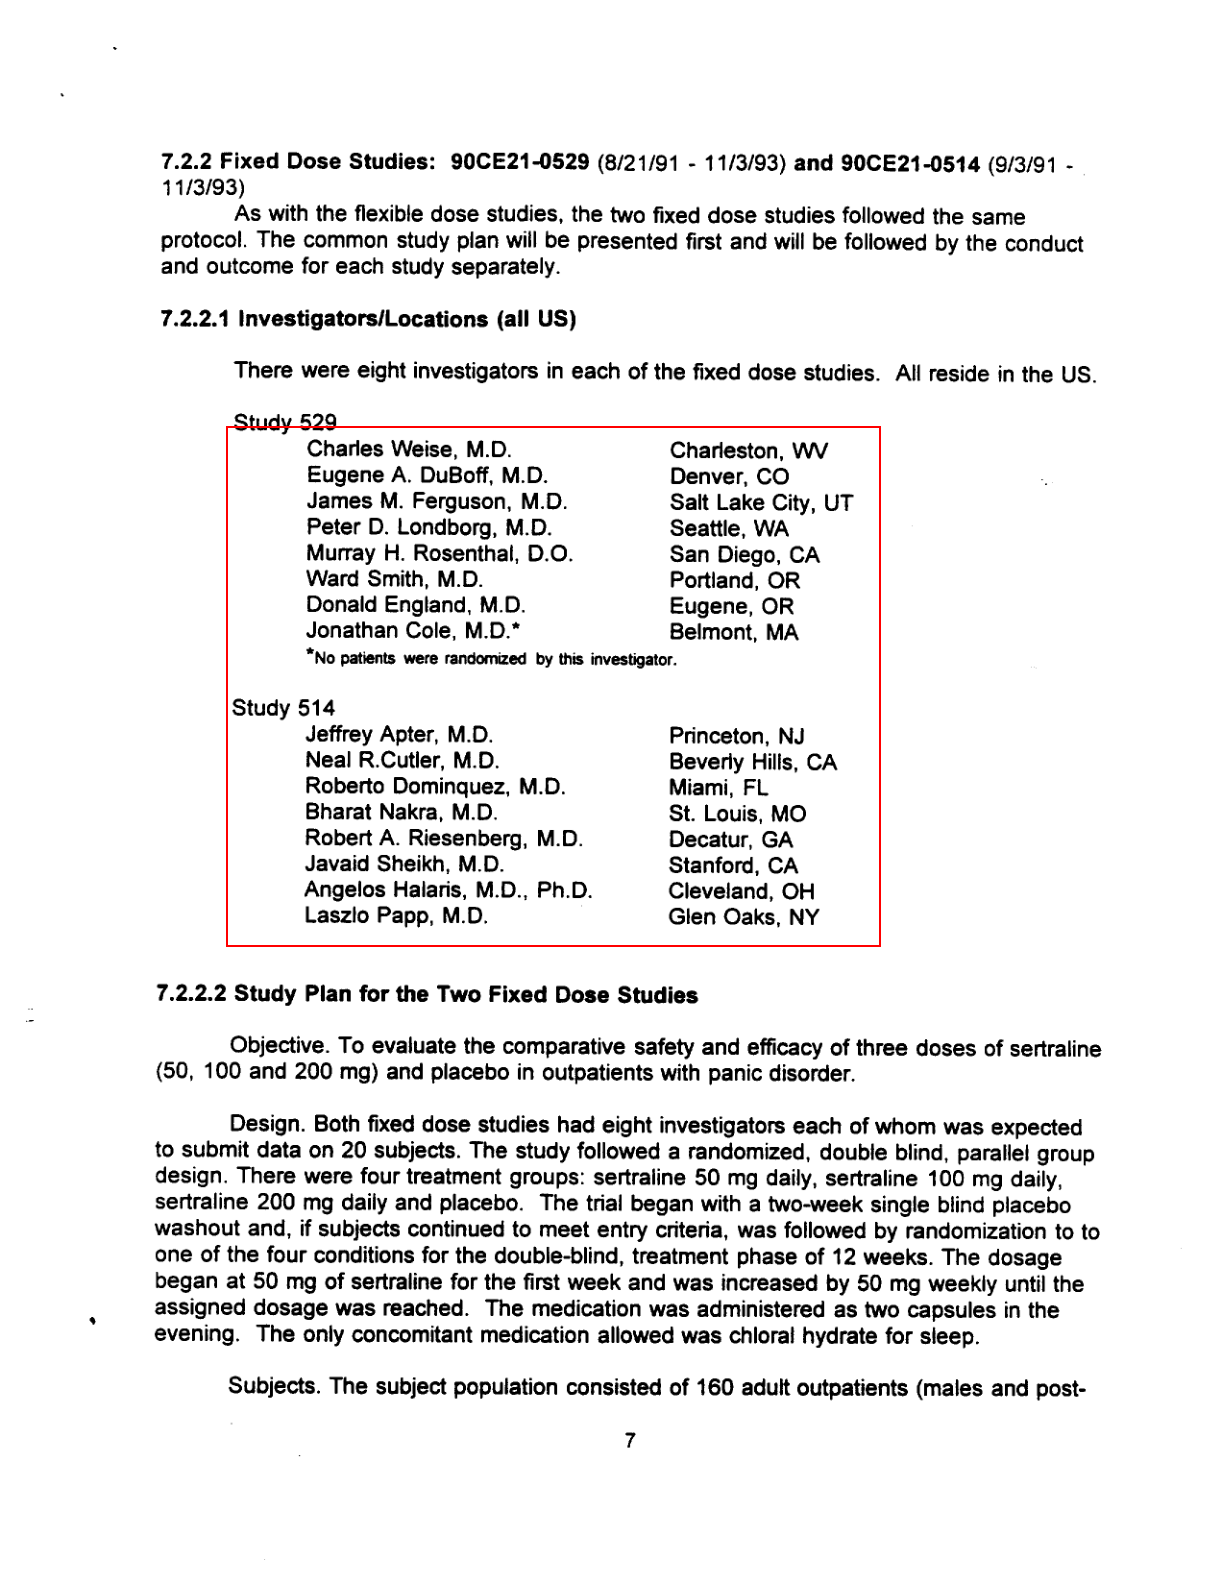 7.2.2 Fixed Dose Studies: 90CE21-0529 (8/21/91 - 11/3/93) and 90CE21-0514 (9/3/91 -
11/3/93)
As with the flexible dose studies, the two fixed dose studies followed the same
protocol. The common study plan will be presented first and will be followed by the conduct
and outcome for each study separately.
7.2.2.1 Investigators/Locations (all US)
There were eight investigators in each of the fixed dose studies. All reside in the US.
Study 529
Charles Weise, M.D. Charleston, WV
Eugene A. DuBoff, M.D. Denver, CO
James M. Ferguson, M.D. Salt Lake City, UT
Peter D. Londborg, M.D. Seattle, WA
Murray H. Rosenthal, D.O. San Diego, CA
Ward Smith, M.D. Portland, OR
Donald England, M.D. Eugene, OR
Jonathan Cole, M.D.* Belmont, MA
*No patients were randomized by this investigator.
Study 514
Jeffrey Apter, M.D. Princeton, NJ
Neal R.Cutler, M.D. Beverly Hills, CA
Roberto Dominquez, M.D. Miami, FL
Bharat Nakra, M.D. St. Louis, MO
Robert A. Riesenberg, M.D. Decatur, GA
Javaid Sheikh, M.D. Stanford, CA
Angelos Halaris, M.D., Ph.D. Cleveland, OH
Laszlo Papp, M.D. Glen Oaks, NY
7.2.2.2 Study Plan for the Two Fixed Dose Studies
Objective. To evaluate the comparative safety and efficacy of three doses of sertraline
(50, 100 and 200 mg) and placebo in outpatients with panic disorder.
Design. Both fixed dose studies had eight investigators each of whom was expected
to submit data on 20 subjects. The study followed a randomized, double blind, parallel group
design. There were four treatment groups: sertraline 50 mg daily, sertraline 100 mg daily,
sertraline 200 mg daily and placebo. The trial began with a two-week single blind placebo
washout and, if subjects continued to meet entry criteria, was followed by randomization to to
one of the four conditions for the double-blind, treatment phase of 12 weeks. The dosage
began at 50 mg of sertraline for the first week and was increased by 50 mg weekly until the
assigned dosage was reached. The medication was administered as two capsules in the
evening. The only concomitant medication allowed was chloral hydrate for sleep.
Subjects. The subject population consisted of 160 adult outpatients (males and post-
7